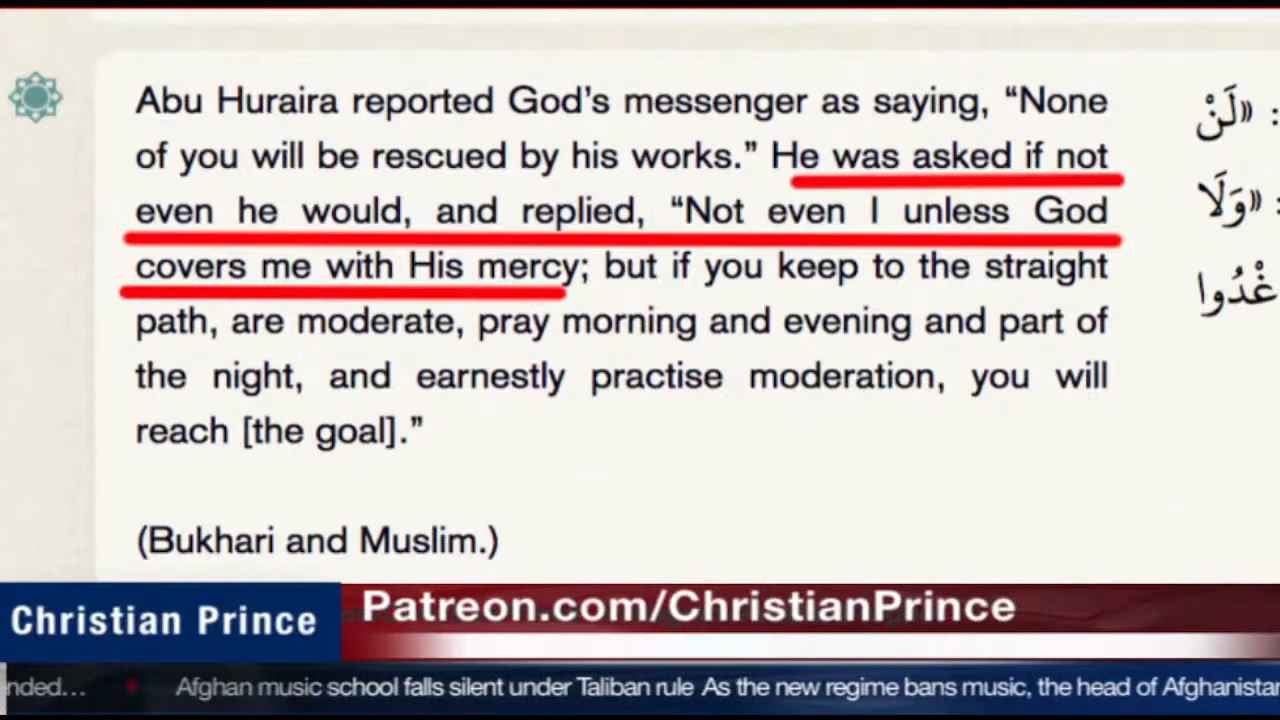 Abu Huraira reported God’s messenger as saying, “None : «لَنْ
of you will be rescued by his works.” He was asked if not
even he would, and replied, “Not even I unless God : «وَلَا
covers me with His mercy; but if you keep to the straight
غْدُوا
path, are moderate, pray morning and evening and part of
the night, and earnestly practise moderation, you will
reach [the goal].”
(Bukhari and Muslim.)
Christian Prince
Patreon.com/ChristianPrince
nded... Afghan music school falls silent under Taliban rule As the new regime bans music, the head of Afghanistan